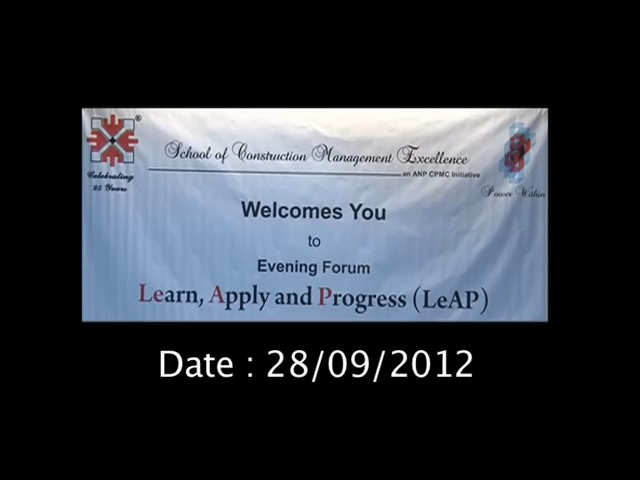 School of Construction Management Excellence
an ANP CPMC Initiative
®
Celebrating
25 Years
Power Within
Welcomes You
to
Evening Forum
Learn, Apply and Progress (LeAP)
Date : 28/09/2012